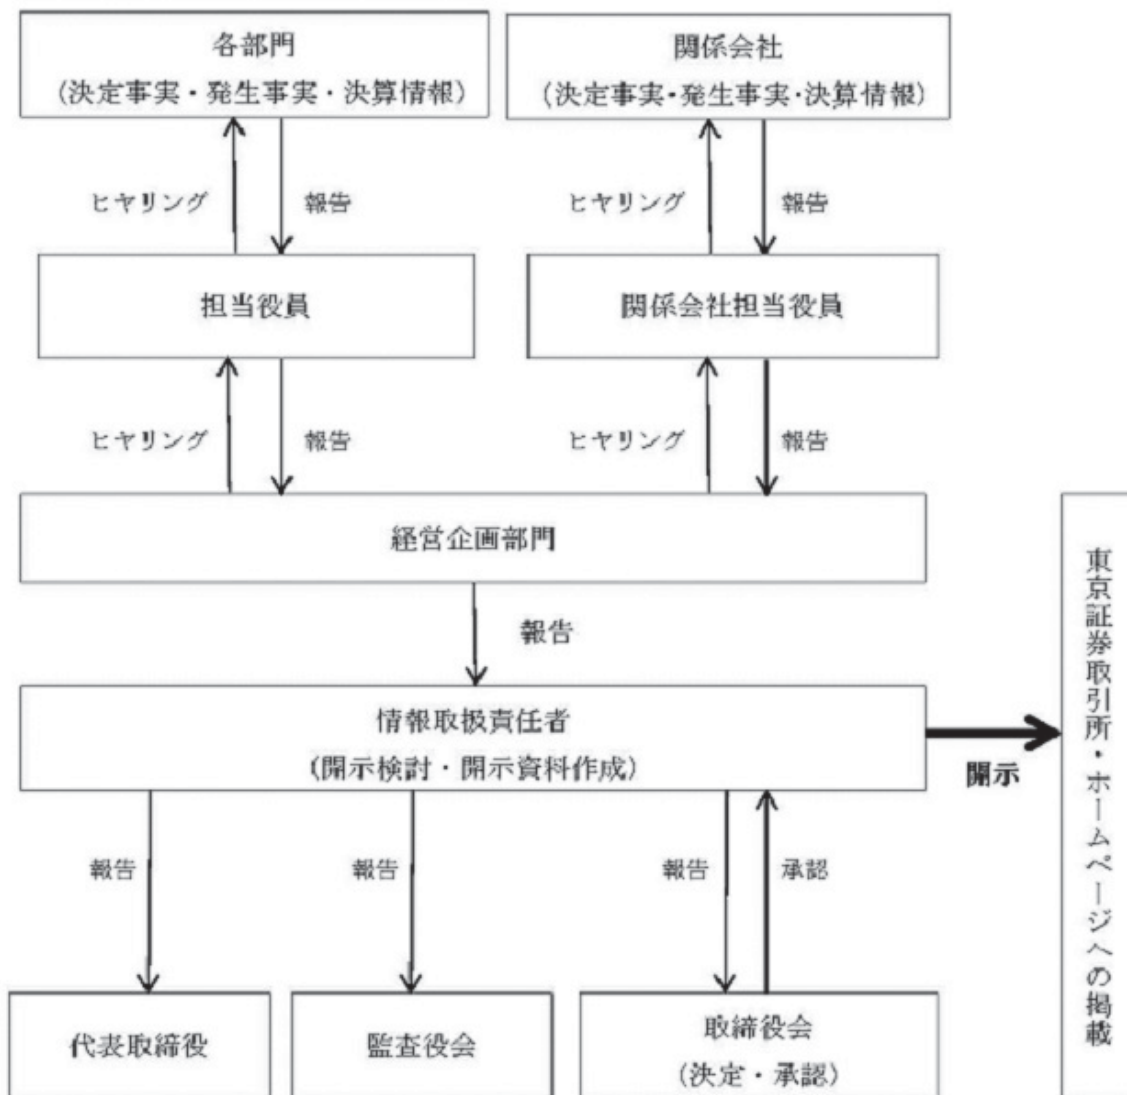 各部門
(決定事実・発生事実・決算情報)
関係会社
(決定事実・発生事実・決算情報)
ヒヤリング
報告
ヒヤリング
報告
担当役員
関係会社担当役員
ヒヤリング
報告
ヒヤリング
報告
経営企画部門
報告
情報取扱責任者
(開示検討・開示資料作成)
開示
東京証券取引所・ホームページへの掲載
報告
報告
報告
承認
代表取締役
監査役会
取締役会
(決定・承認)